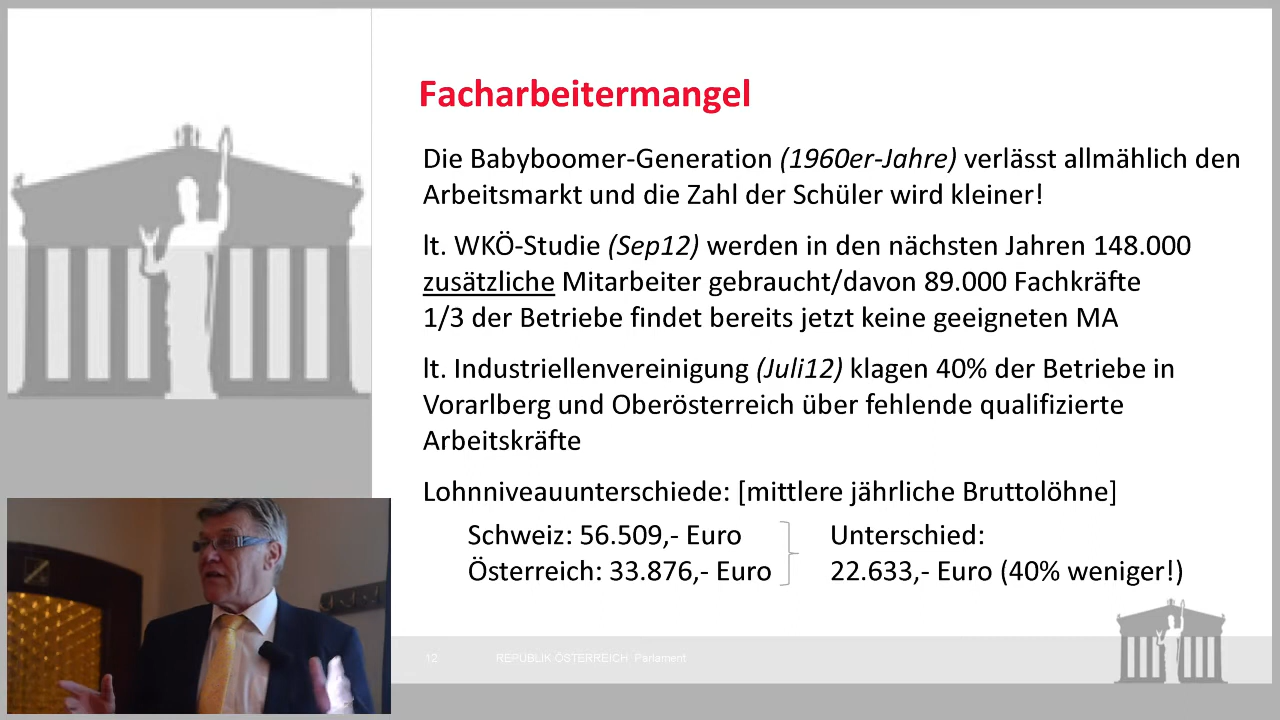 Facharbeitermangel
Die Babyboomer-Generation (1960er-Jahre) verlässt allmählich den
Arbeitsmarkt und die Zahl der Schüler wird kleiner!
lt. WKÖ-Studie (Sep12) werden in den nächsten Jahren 148.000
zusätzliche Mitarbeiter gebraucht/davon 89.000 Fachkräfte
1/3 der Betriebe findet bereits jetzt keine geeigneten MA
lt. Industriellenvereinigung (Juli12) klagen 40% der Betriebe in
Vorarlberg und Oberösterreich über fehlende qualifizierte
Arbeitskräfte
Lohnniveauunterschiede: [mittlere jährliche Bruttolöhne]
Schweiz: 56.509,- Euro
Österreich: 33.876,- Euro
Unterschied:
22.633,- Euro (40% weniger!)
12 REPUBLIK ÖSTERREICH Parlament